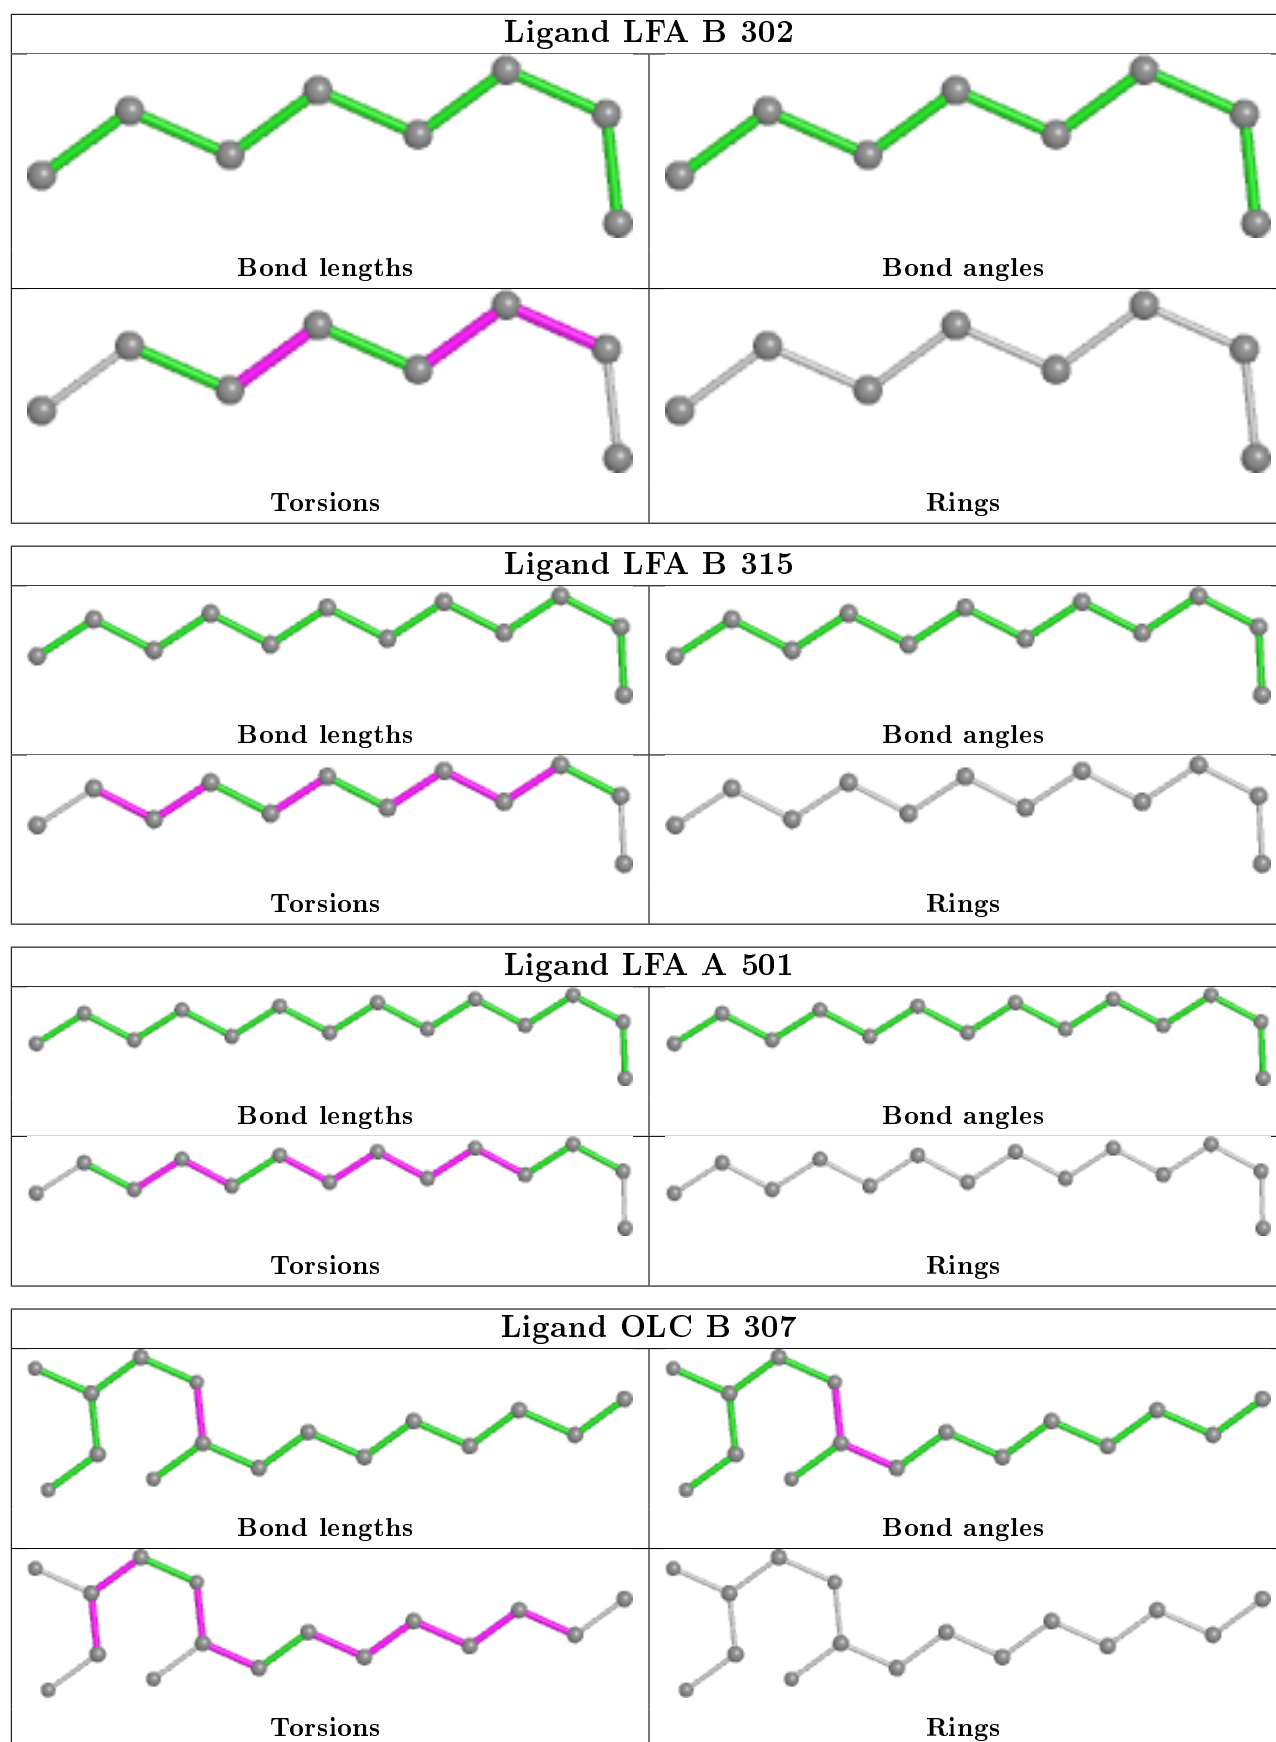 Ligand LFA B 302
Bond lengths
Bond angles
Torsions
Rings
Ligand LFA B 315
Bond lengths
Bond angles
Torsions
Rings
Ligand LFA A 501
Bond lengths
Bond angles
Torsions
Rings
Ligand OLC B 307
Bond lengths
Bond angles
Torsions
Rings